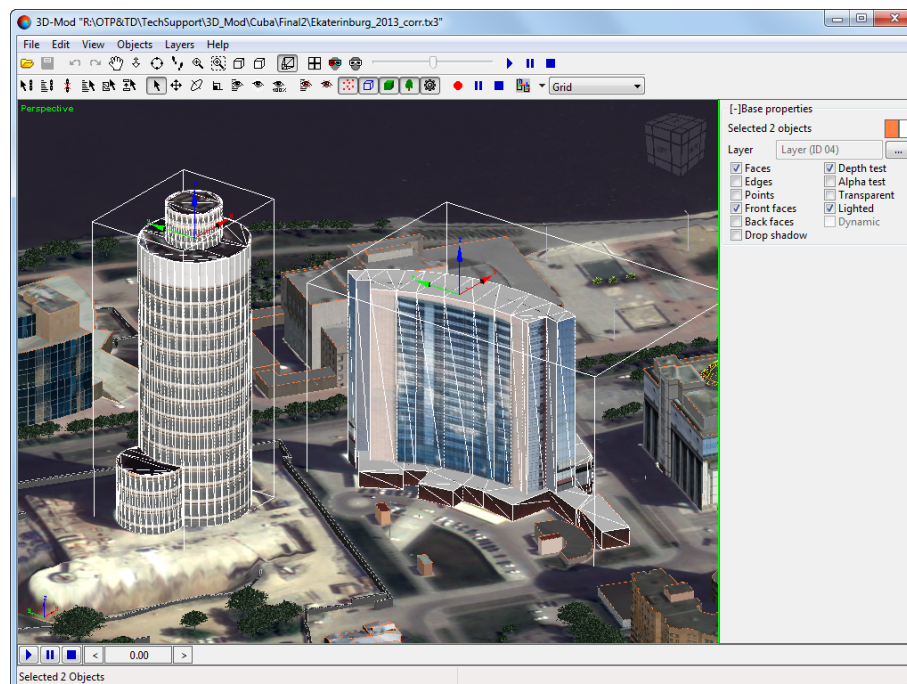 3D-Mod "R:\OTP&TD\TechSupport\3D_Mod\Cuba\Final2\Ekaterinburg_2013_corr.tx3"
File Edit View Objects Layers Help
Grid
Perspective
[-]Base properties
Selected 2 objects
Layer Layer (ID 04) ...
Faces Depth test
Edges Alpha test
Points Transparent
Front faces Lighted
Back faces Dynamic
Drop shadow
< 0.00 >
Selected 2 Objects